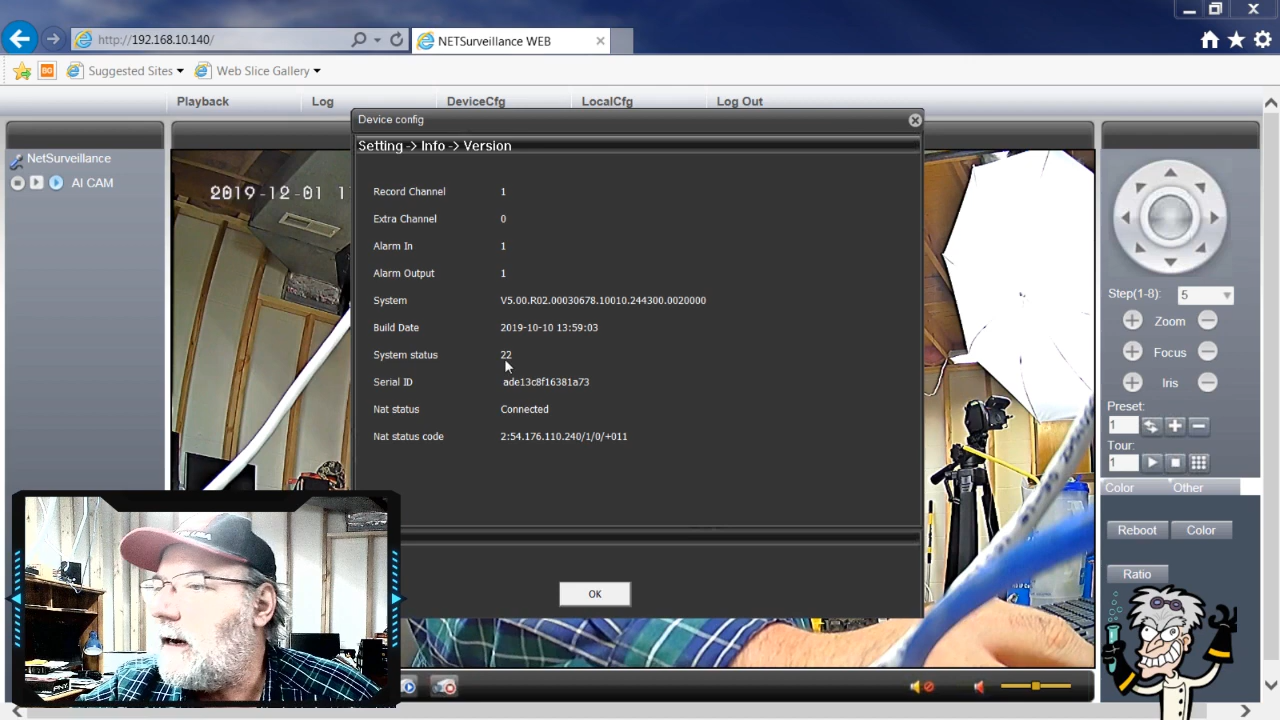 http://192.168.10.140/
NETSurveillance WEB
BG
Suggested Sites
Web Slice Gallery
Playback
Log
DeviceCfg
LocalCfg
Log Out
Device config
Setting -> Info -> Version
NetSurveillance
AI CAM
2019-12-01 1
Record Channel 1
Extra Channel 0
Alarm In 1
Alarm Output 1
System V5.00.R02.00030678.10010.244300.0020000
Build Date 2019-10-10 13:59:03
System status 22
Serial ID ade13c8f16381a73
Nat status Connected
Nat status code 2:54.176.110.240/1/0/+011
OK
Step(1-8): 5
Zoom
Focus
Iris
Preset:
1
Tour:
1
Color
Other
Reboot
Color
Ratio